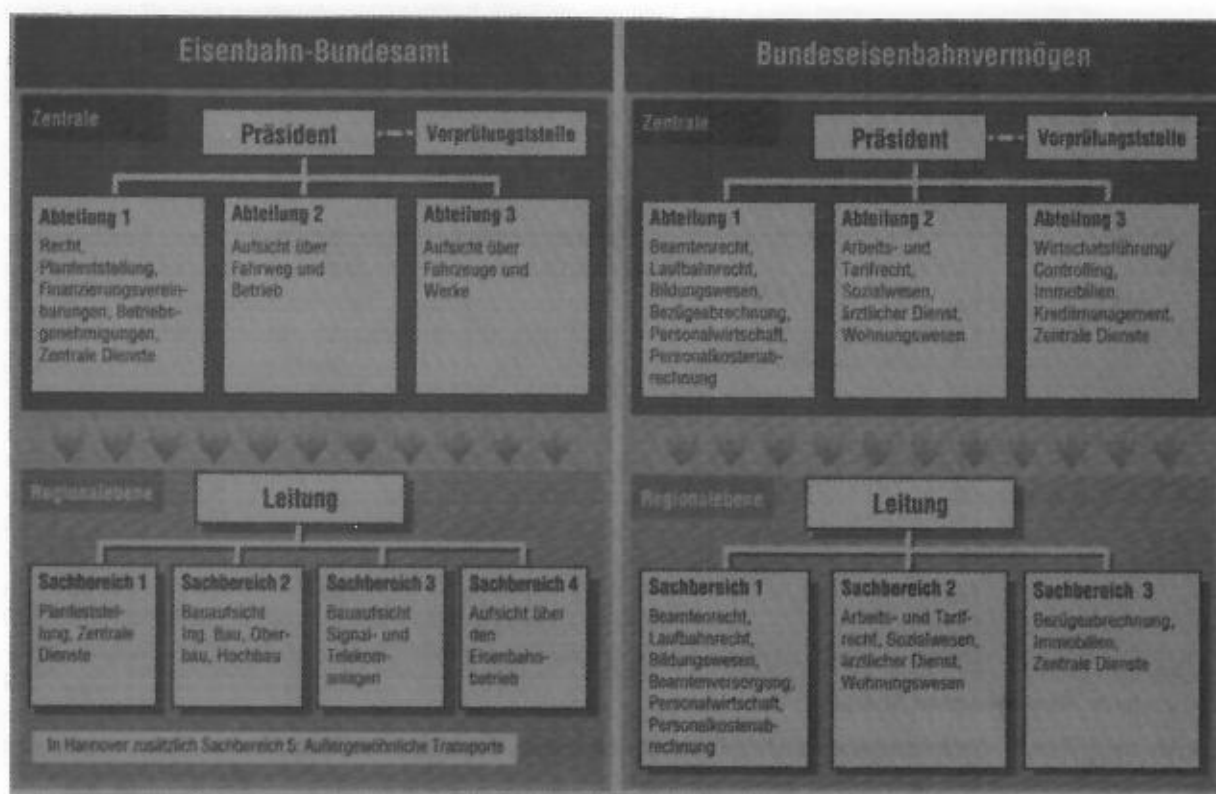 Eisenbahn-Bundesamt
Zentrale
Präsident
Vorprüfungststelle
Abteilung 1
Recht,
Planfeststellung,
Finanzierungsverein-
barungen, Betriebs-
genehmigungen,
Zentrale Dienste
Abteilung 2
Aufsicht über
Fahrweg und
Betrieb
Abteilung 3
Aufsicht über
Fahrzeuge und
Werke
Regionalebene
Leitung
Sachbereich 1
Planfeststel-
lung, Zentrale
Dienste
Sachbereich 2
Bauaufsicht
Ing. Bau, Ober-
bau, Hochbau
Sachbereich 3
Bauaufsicht
Signal- und
Telekom-
anlagen
Sachbereich 4
Aufsicht über
den
Eisenbahn-
betrieb
In Hannover zusätzlich Sachbereich 5: Außergewöhnliche Transporte
Bundeseisenbahnvermögen
Zentrale
Präsident
Vorprüfungststelle
Abteilung 1
Beamtenrecht,
Laufbahnrecht,
Bildungswesen,
Bezügeabrechnung,
Personalwirtschaft,
Personalkostenab-
rechnung
Abteilung 2
Arbeits- und
Tarifrecht,
Sozialwesen,
ärztlicher Dienst,
Wohnungswesen
Abteilung 3
Wirtschatsführung/
Controlling,
Immobilien,
Kreditmanagement,
Zentrale Dienste
Regionalebene
Leitung
Sachbereich 1
Beamtenrecht,
Laufbahnrecht,
Bildungswesen,
Beamtenversorgung,
Personalwirtschaft,
Personalkostenab-
rechnung
Sachbereich 2
Arbeits- und Tarif-
recht, Sozialwesen,
ärztlicher Dienst,
Wohnungswesen
Sachbereich 3
Bezügeabrechnung,
Immobilien,
Zentrale Dienste